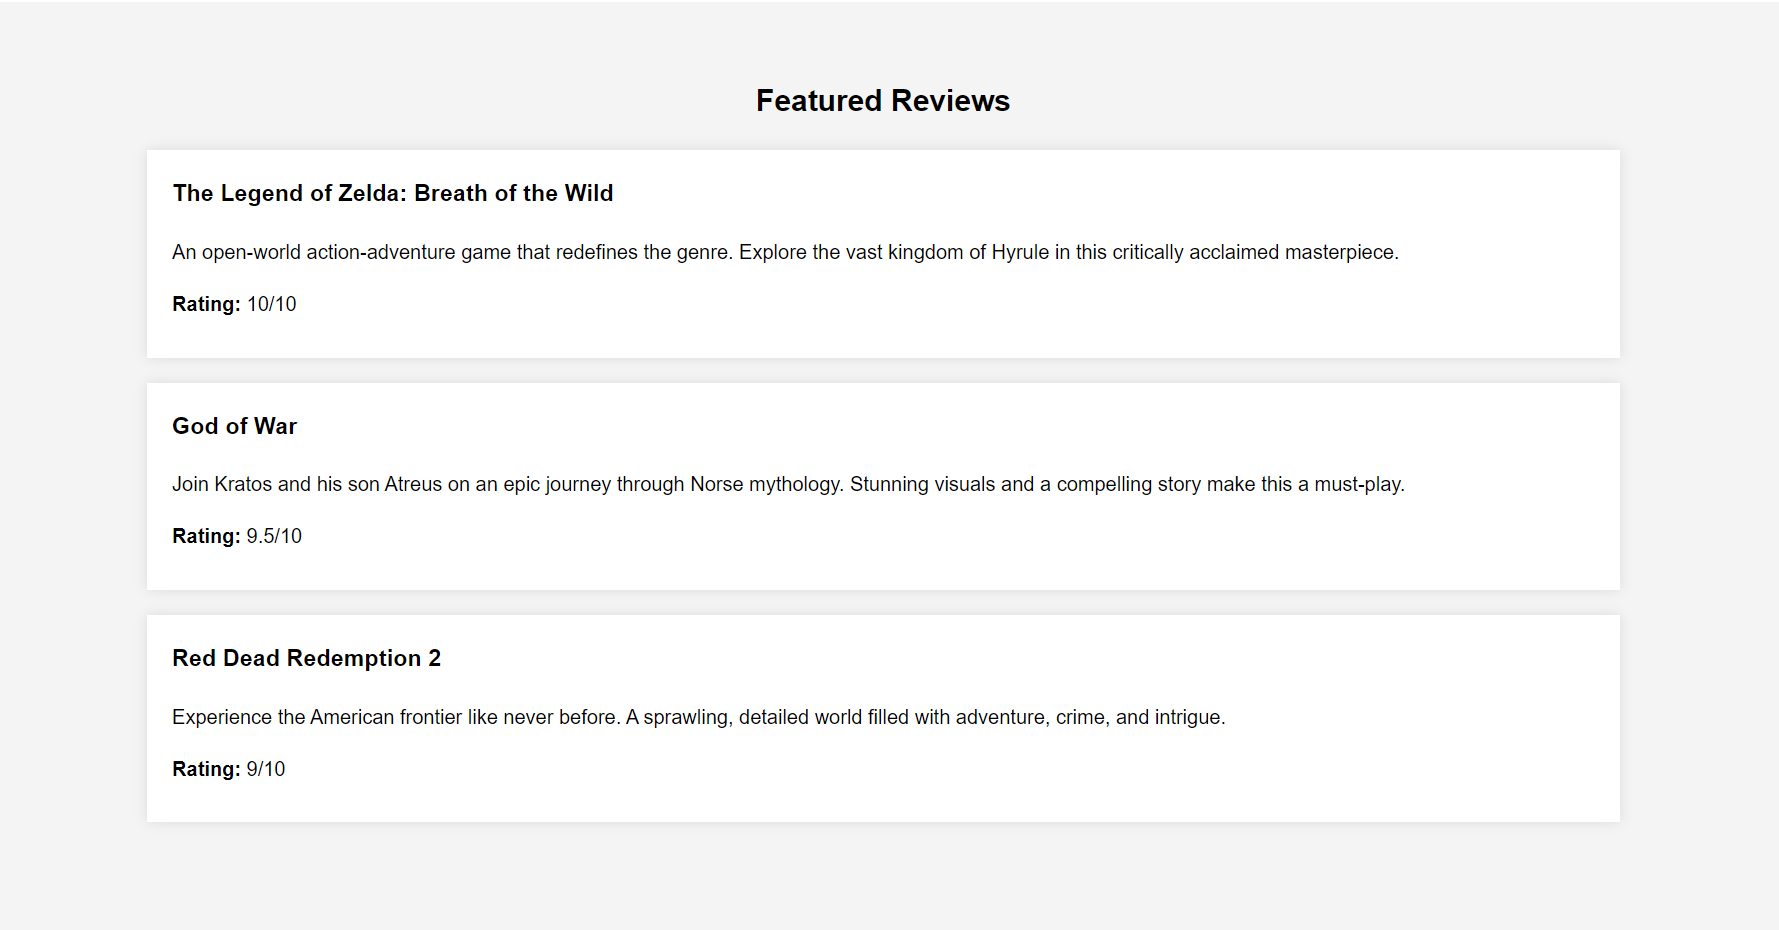 Featured Reviews
The Legend of Zelda: Breath of the Wild
An open-world action-adventure game that redefines the genre. Explore the vast kingdom of Hyrule in this critically acclaimed masterpiece.
Rating: 10/10
God of War
Join Kratos and his son Atreus on an epic journey through Norse mythology. Stunning visuals and a compelling story make this a must-play.
Rating: 9.5/10
Red Dead Redemption 2
Experience the American frontier like never before. A sprawling, detailed world filled with adventure, crime, and intrigue.
Rating: 9/10